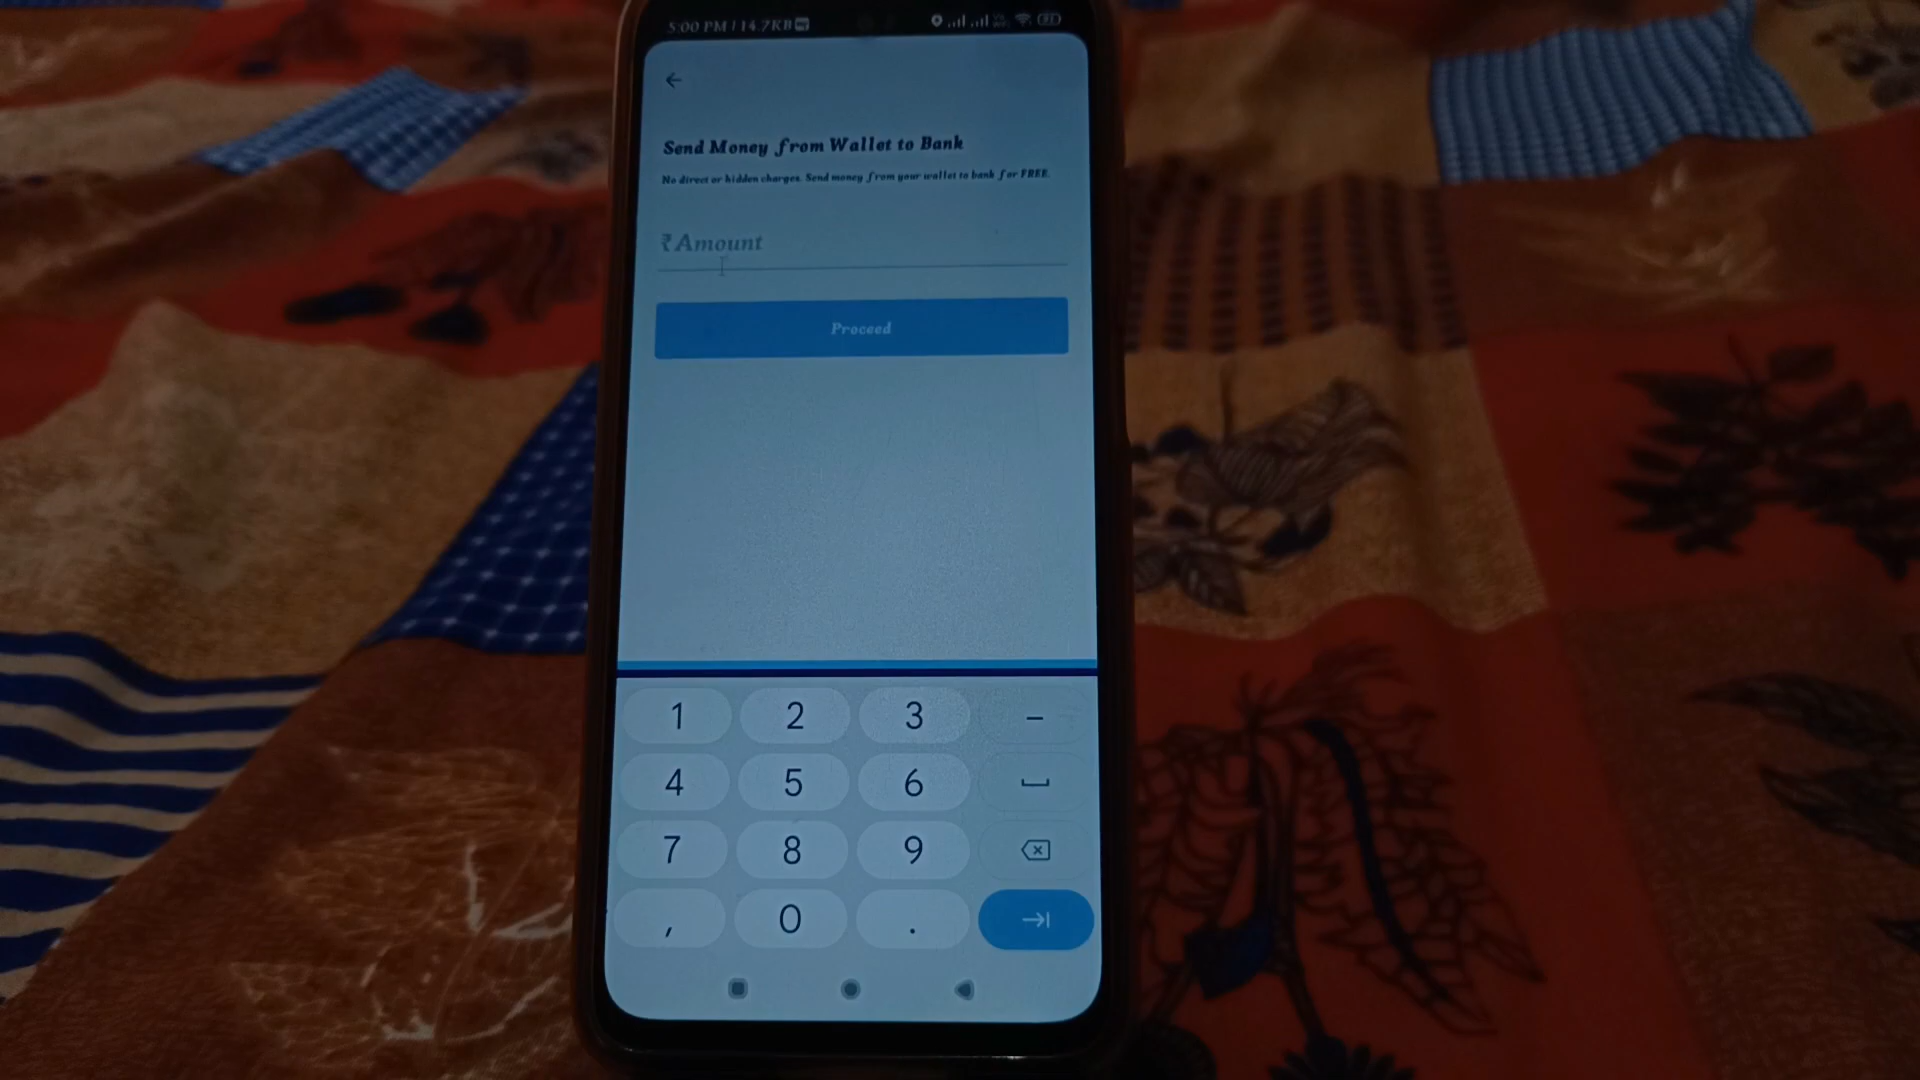 5:00 PM | 14.7KB
Send Money from Wallet to Bank
No direct or hidden charges. Send money from your wallet to bank for FREE.
₹ Amount
Proceed
1 2 3 -
4 5 6
7 8 9
, 0 .